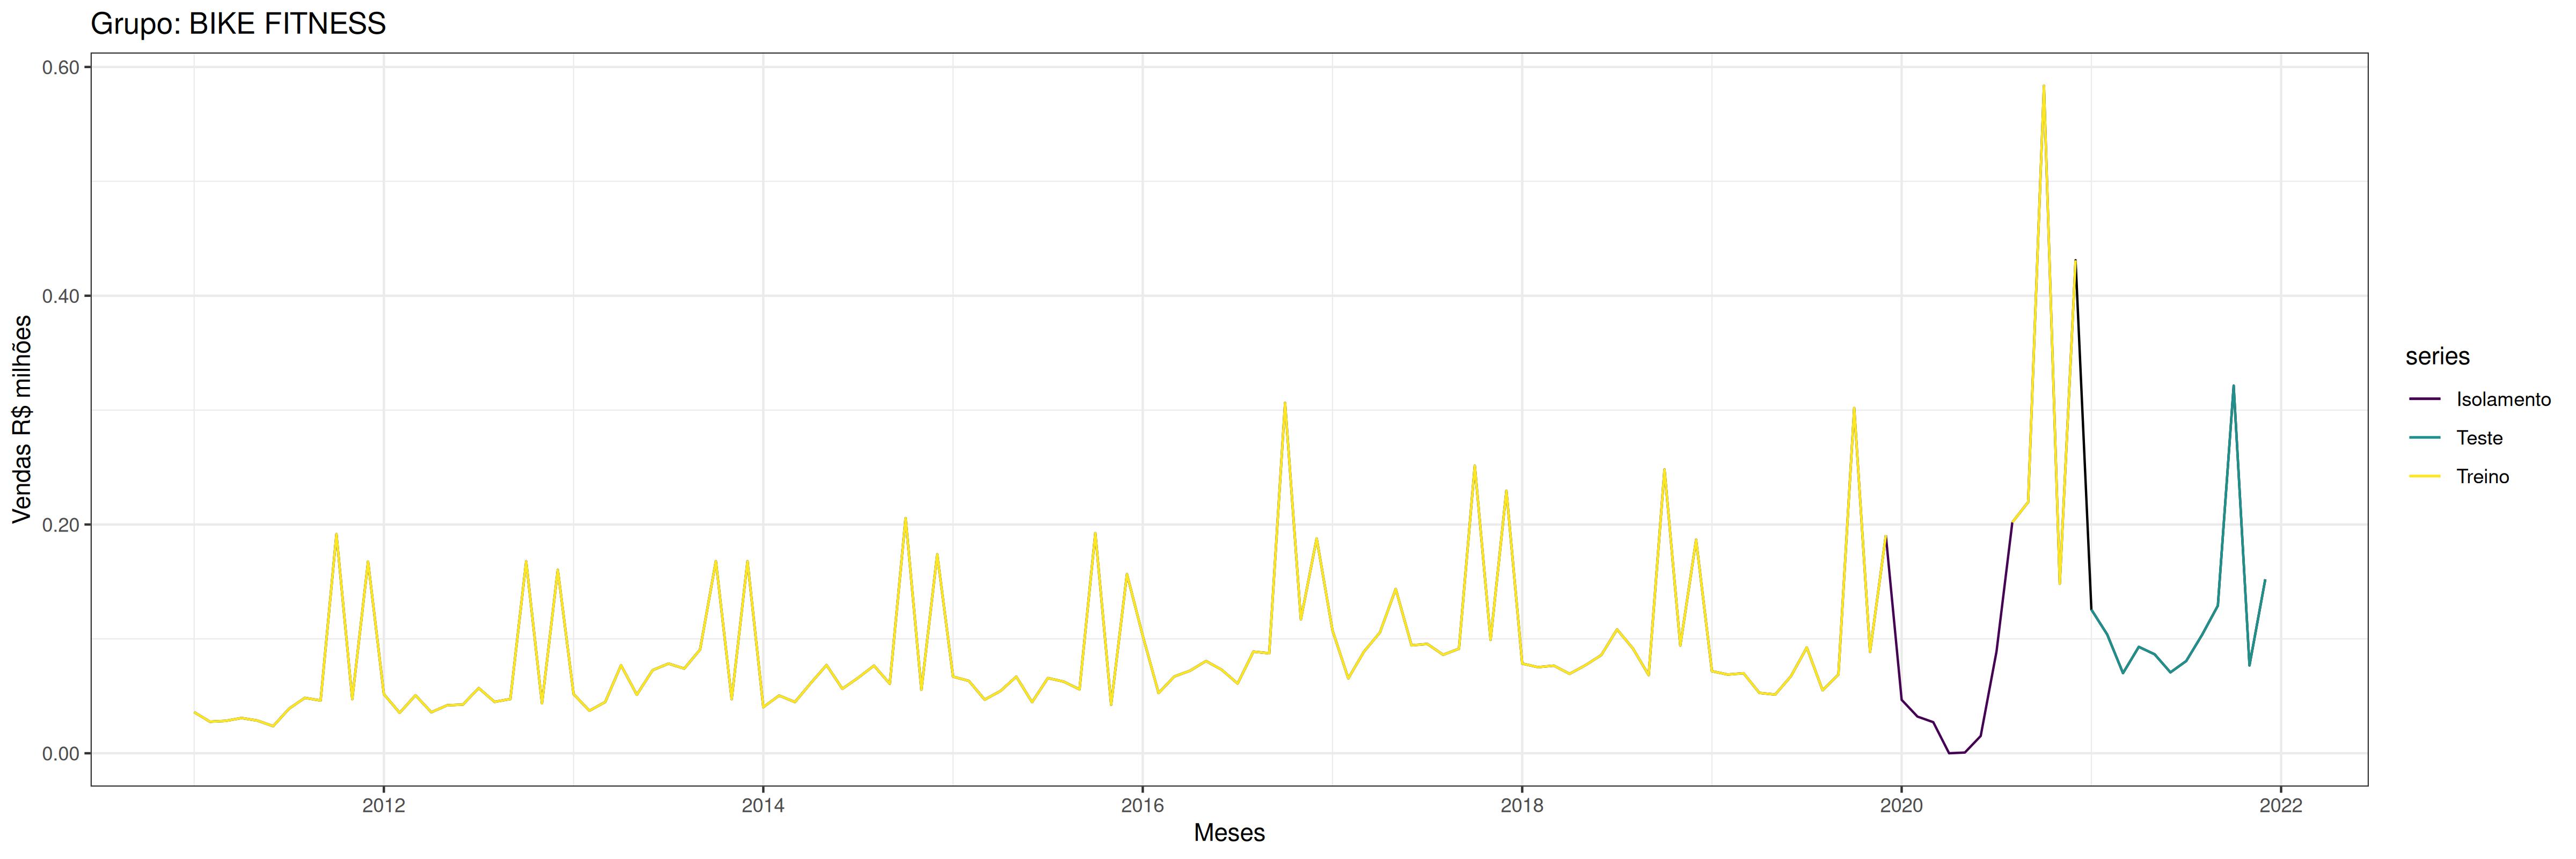 Grupo: BIKE FITNESS
0.60
0.40
0.20
0.00
Vendas R$ milhões
2012 2014 2016 2018 2020 2022
Meses
series
Isolamento
Teste
Treino